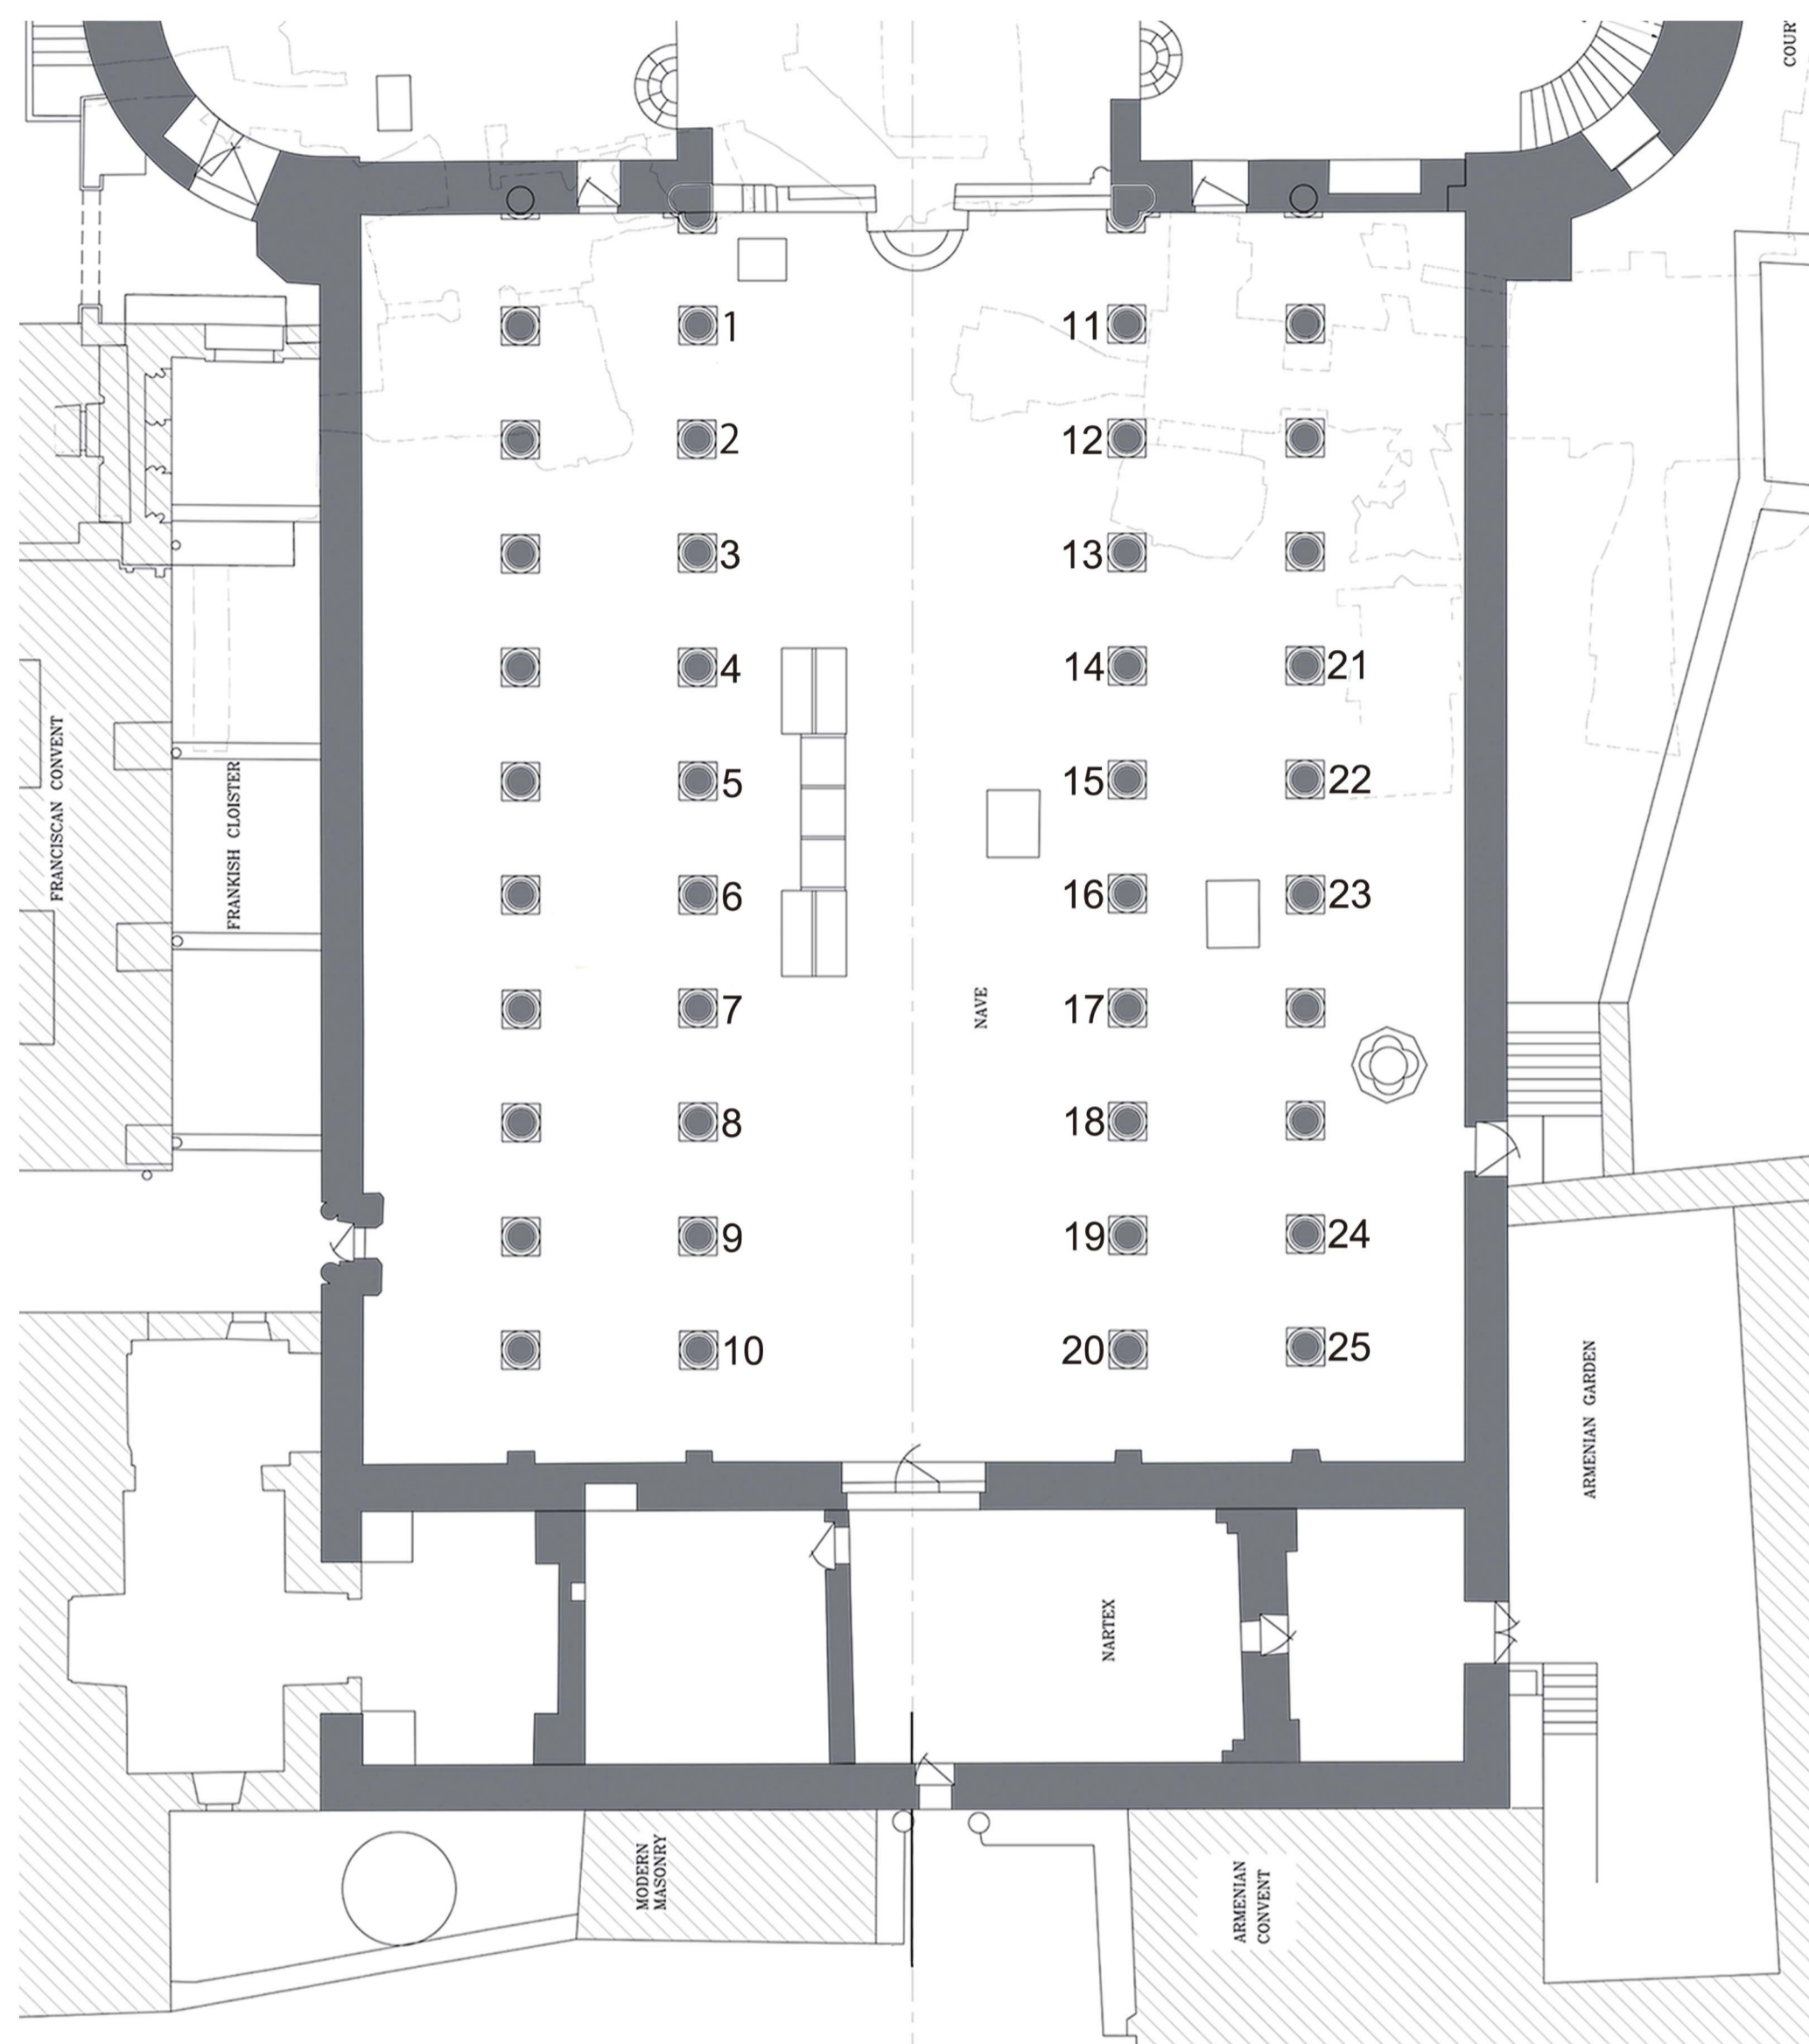 COUR
1
11
2
12
3
13
4
14
21
5
15
22
6
16
23
FRANCISCAN CONVENT
FRANKISH CLOISTER
7
NAVE
17
8
18
9
19
24
10
20
25
ARMENIAN GARDEN
NARTEX
MODERN
MASONRY
ARMENIAN
CONVENT